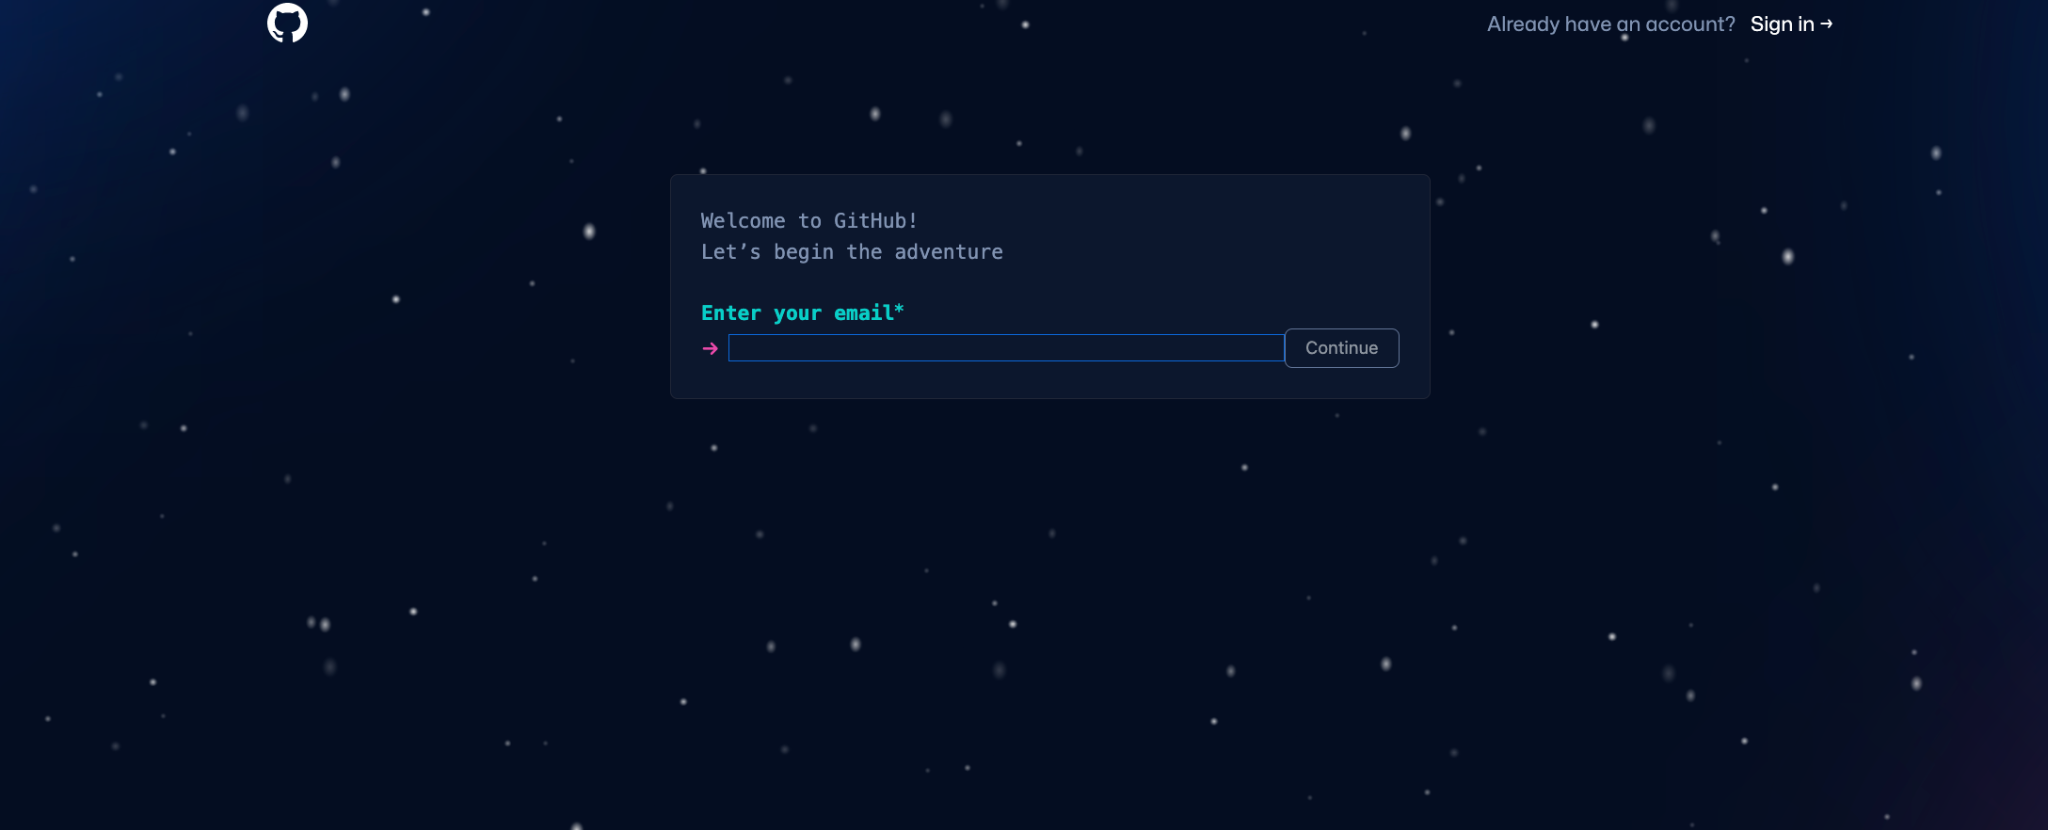 Already have an account? Sign in →
Welcome to GitHub!
Let’s begin the adventure
Enter your email*
→ Continue